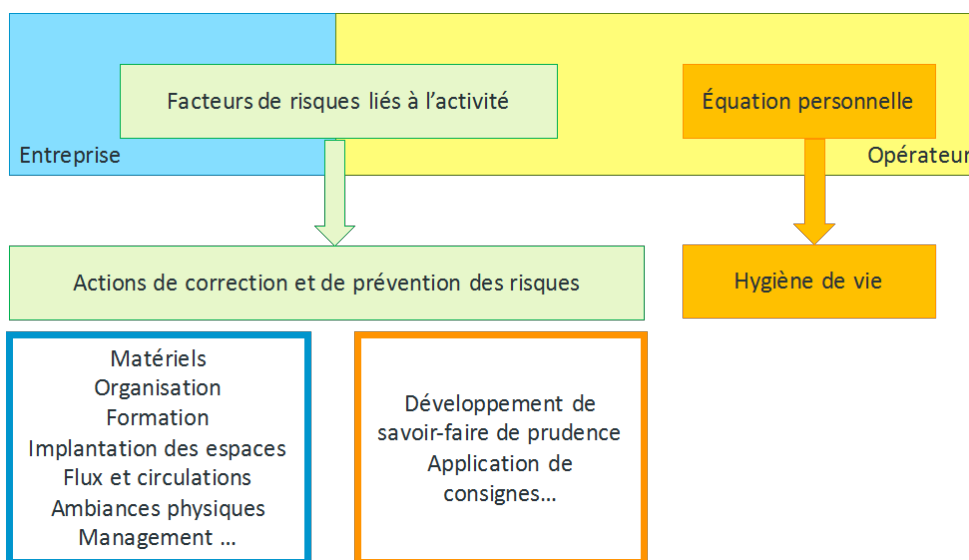 Facteurs de risques liés à l’activité
Équation personnelle
Entreprise
Opérateur
Actions de correction et de prévention des risques
Hygiène de vie
Matériels
Organisation
Formation
Implantation des espaces
Flux et circulations
Ambiances physiques
Management ...
Développement de
savoir-faire de prudence
Application de
consignes...